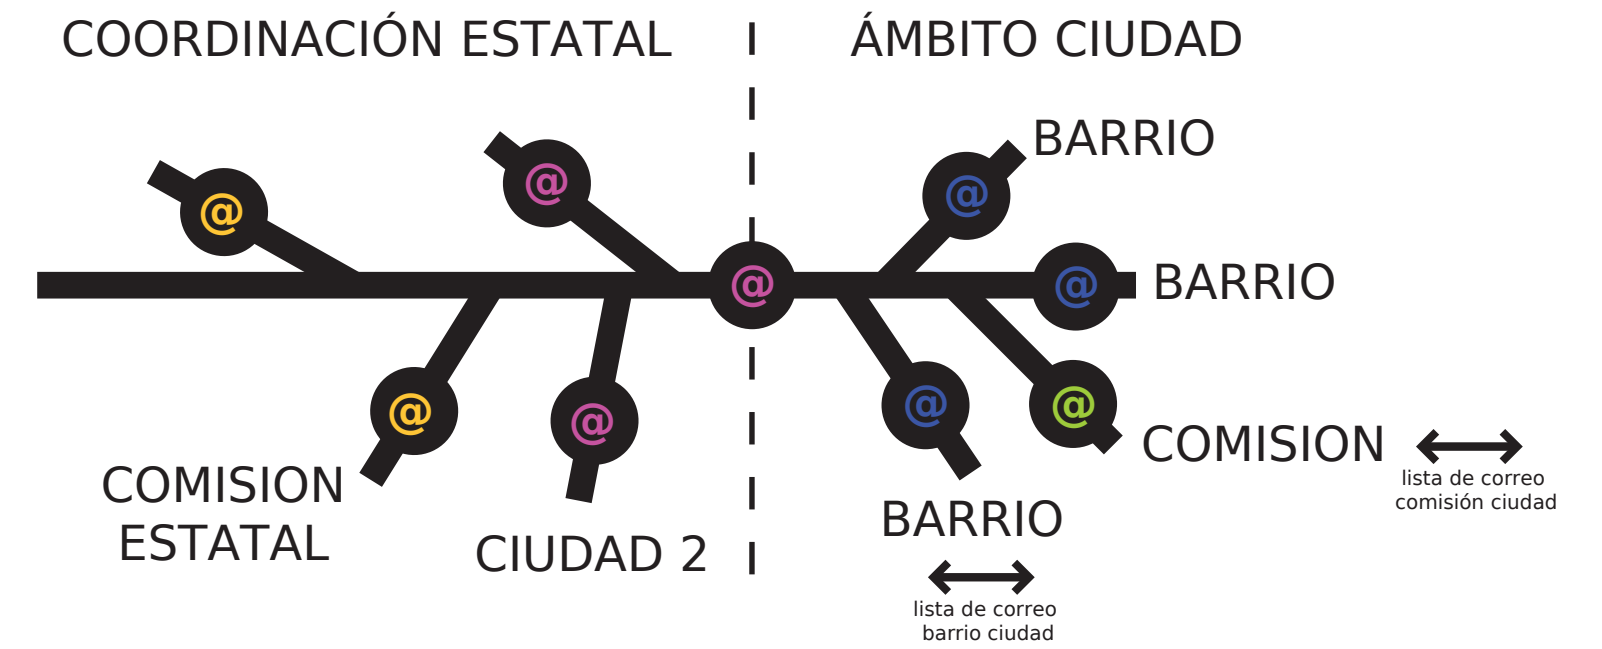 COORDINACIÓN ESTATAL
ÁMBITO CIUDAD
BARRIO
@
@
@
@
@
BARRIO
@
@
@
@
@
COMISION
lista de correo
comisión ciudad
COMISION
ESTATAL
CIUDAD 2
BARRIO
lista de correo
barrio ciudad